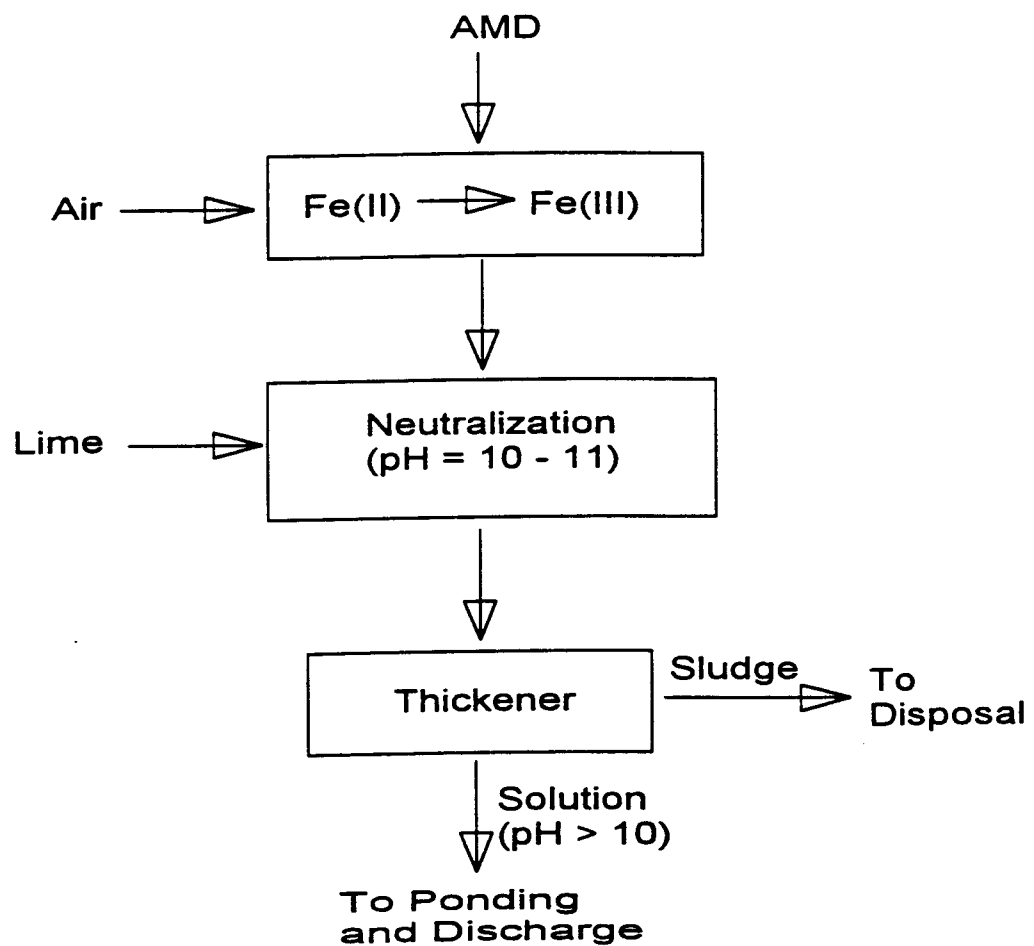 AMD
Air
Fe(II)
Fe(III)
Lime
Neutralization
(pH = 10 - 11)
Thickener
Sludge
To
Disposal
Solution
(pH > 10)
To Ponding
and Discharge